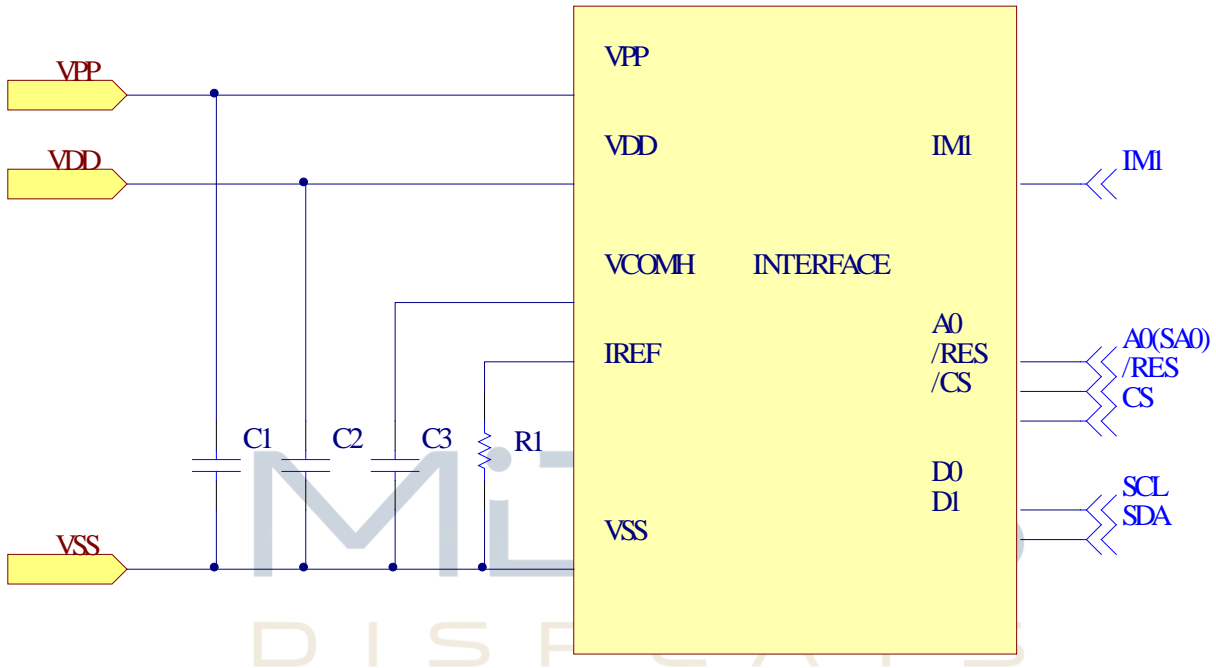 VPP
VPP
VDD
VDD
IM1
IM1
VCOMH
INTERFACE
IREF
A0
/RES
/CS
A0(SA0)
/RES
CS
C1
C2
C3
R1
D0
D1
SCL
SDA
VSS
VSS